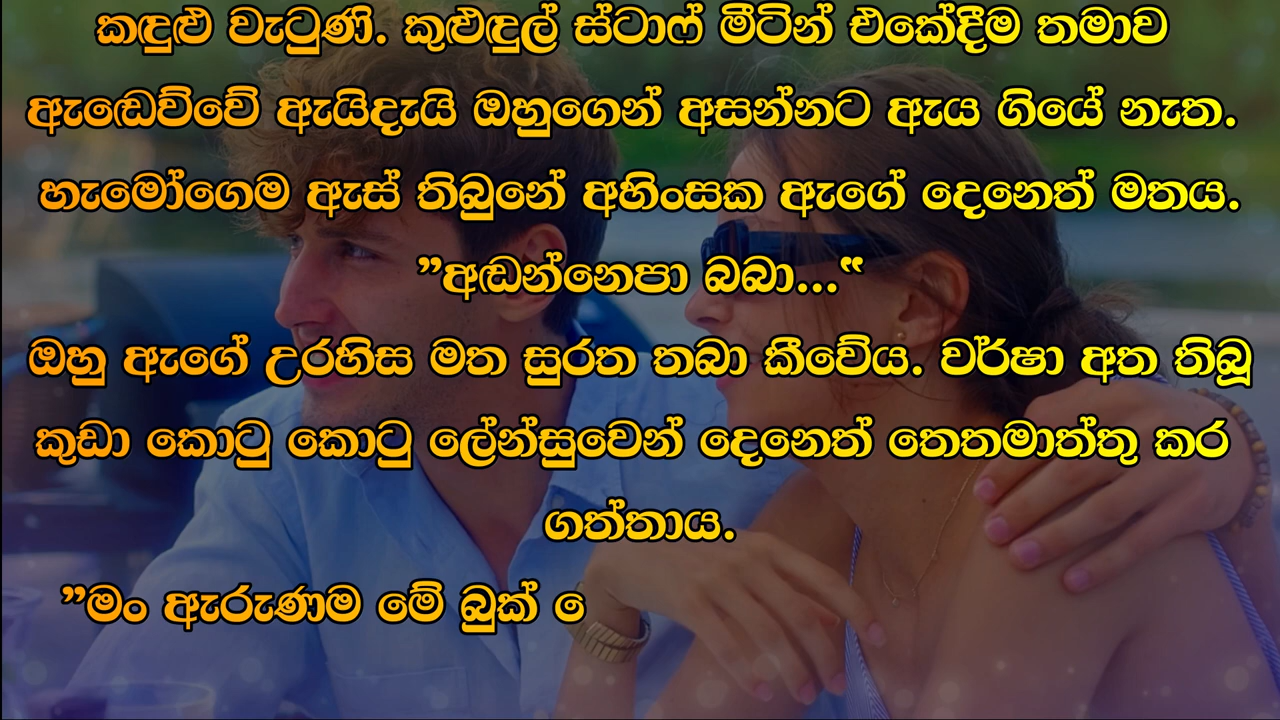 කඳුළු වැටුණි. කුළුඳුල් ස්ටාෆ් මීටින් එකේදීම තමාව
ඇඬෙව්වේ ඇයිදැයි ඔහුගෙන් අසන්නට ඇය ගියේ නැත.
හැමෝගෙම ඇස් තිබුනේ අහිංසක ඇගේ දෙනෙත් මතය.
”අඬන්නෙපා බබා...“
ඔහු ඇගේ උරහිස මත සුරත තබා කීවේය. වර්ෂා අත තිබූ
කුඩා කොටු කොටු ලේන්සුවෙන් දෙනෙත් තෙතමාත්තු කර
ගත්තාය.
”මං ඇරුණම මේ බුක් ෙ